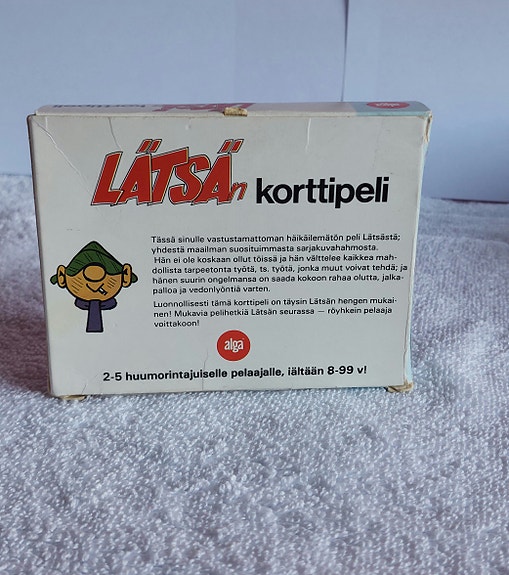 alga
LÄTSÄn korttipeli
Tässä sinulle vastustamattoman häikäilemätön peli Lätsästä;
yhdestä maailman suosituimmasta sarjakuvahahmosta.
Hän ei ole koskaan ollut töissä ja hän välttelee kaikkea mah-
dollista tarpeetonta työtä, ts. työtä, jonka muut voivat tehdä; ja
hänen suurin ongelmansa on saada kokoon rahaa olutta, jalka-
palloa ja vedonlyöntiä varten.
Luonnollisesti tämä korttipeli on täysin Lätsän hengen mukai-
nen! Mukavia pelihetkiä Lätsän seurassa — röyhkein pelaaja
voittakoon!
alga
2-5 huumorintajuiselle pelaajalle, iältään 8-99 v!